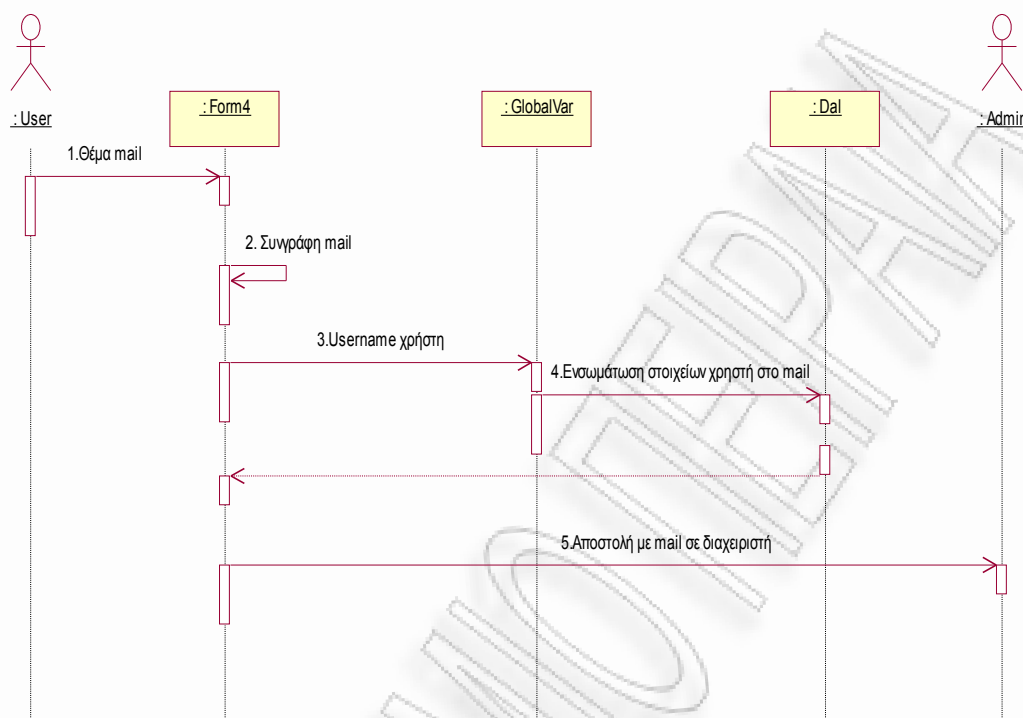 : User
: Form4
: GlobalVar
: Dal
: Admin
1.Θέμα mail
2. Συγγράφη mail
3.Username χρήστη
4.Ενσωμάτωση στοιχείων χρηστή στο mail
5.Αποστολή με mail σε διαχειριστή